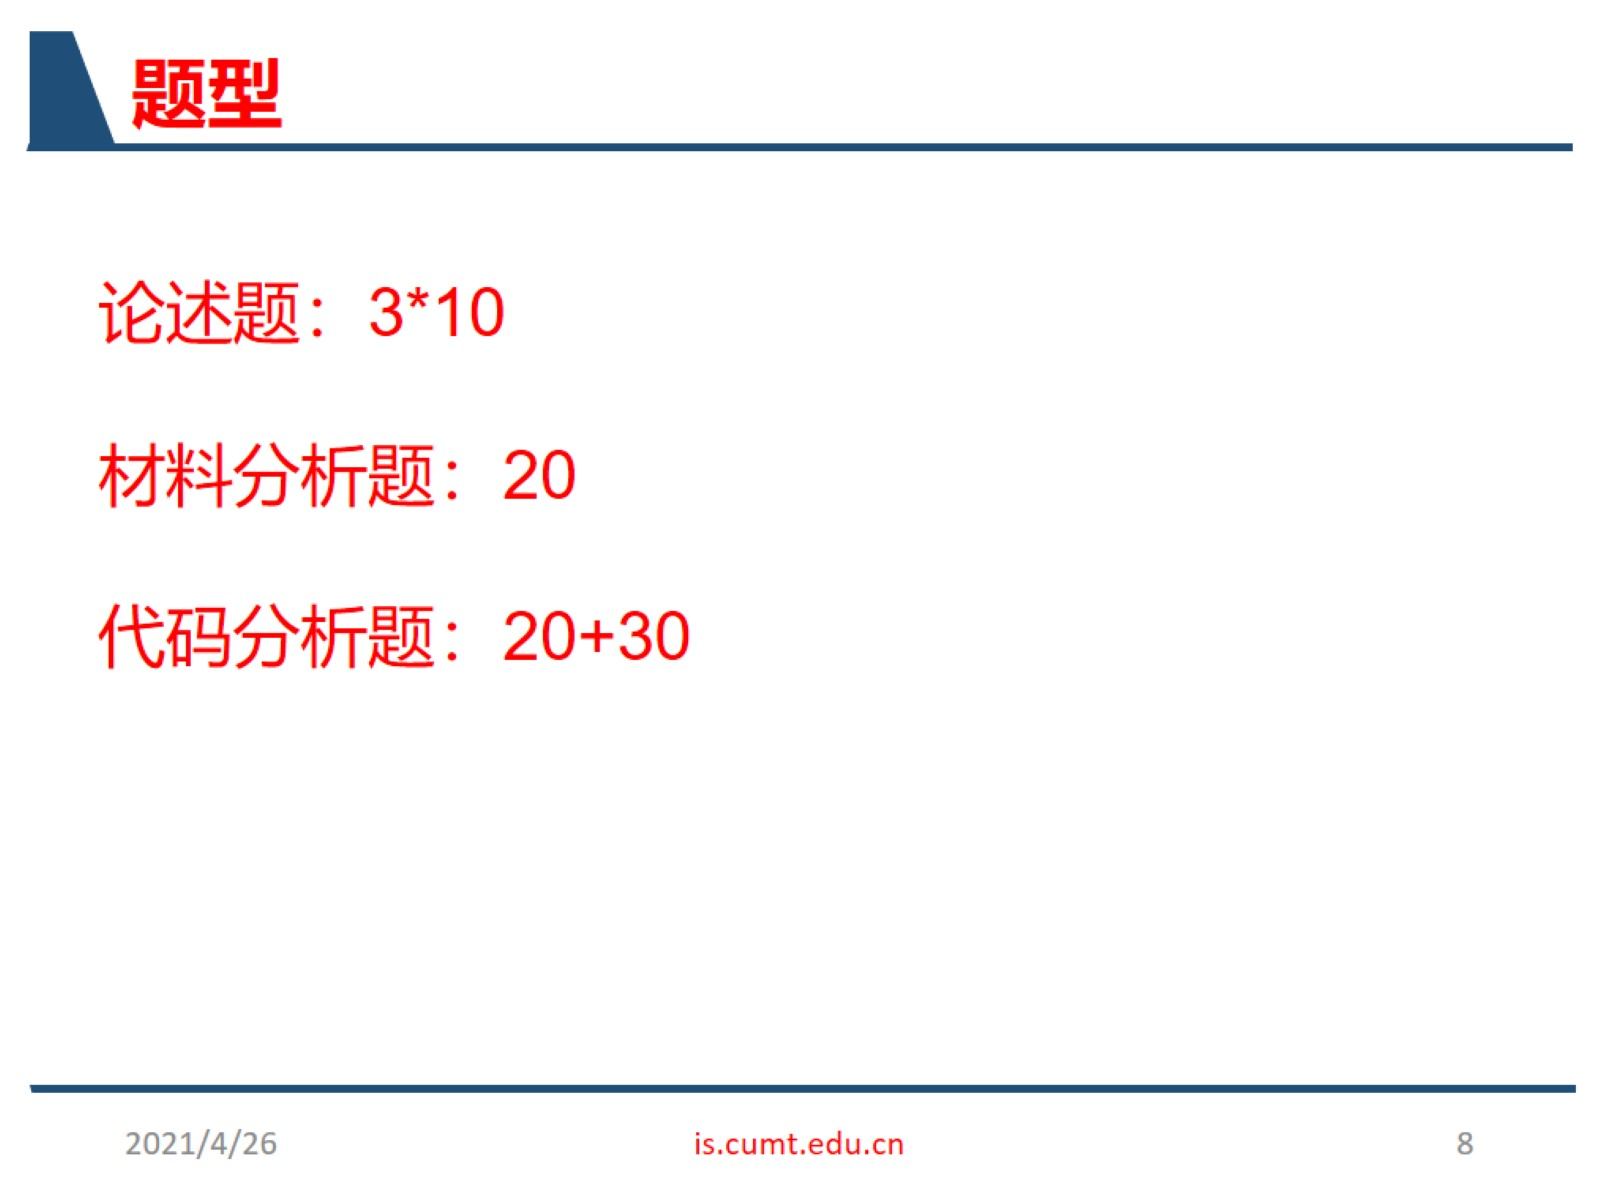 题型
论述题：3*10
材料分析题：20
代码分析题：20+30
2021/4/26
is.cumt.edu.cn
8